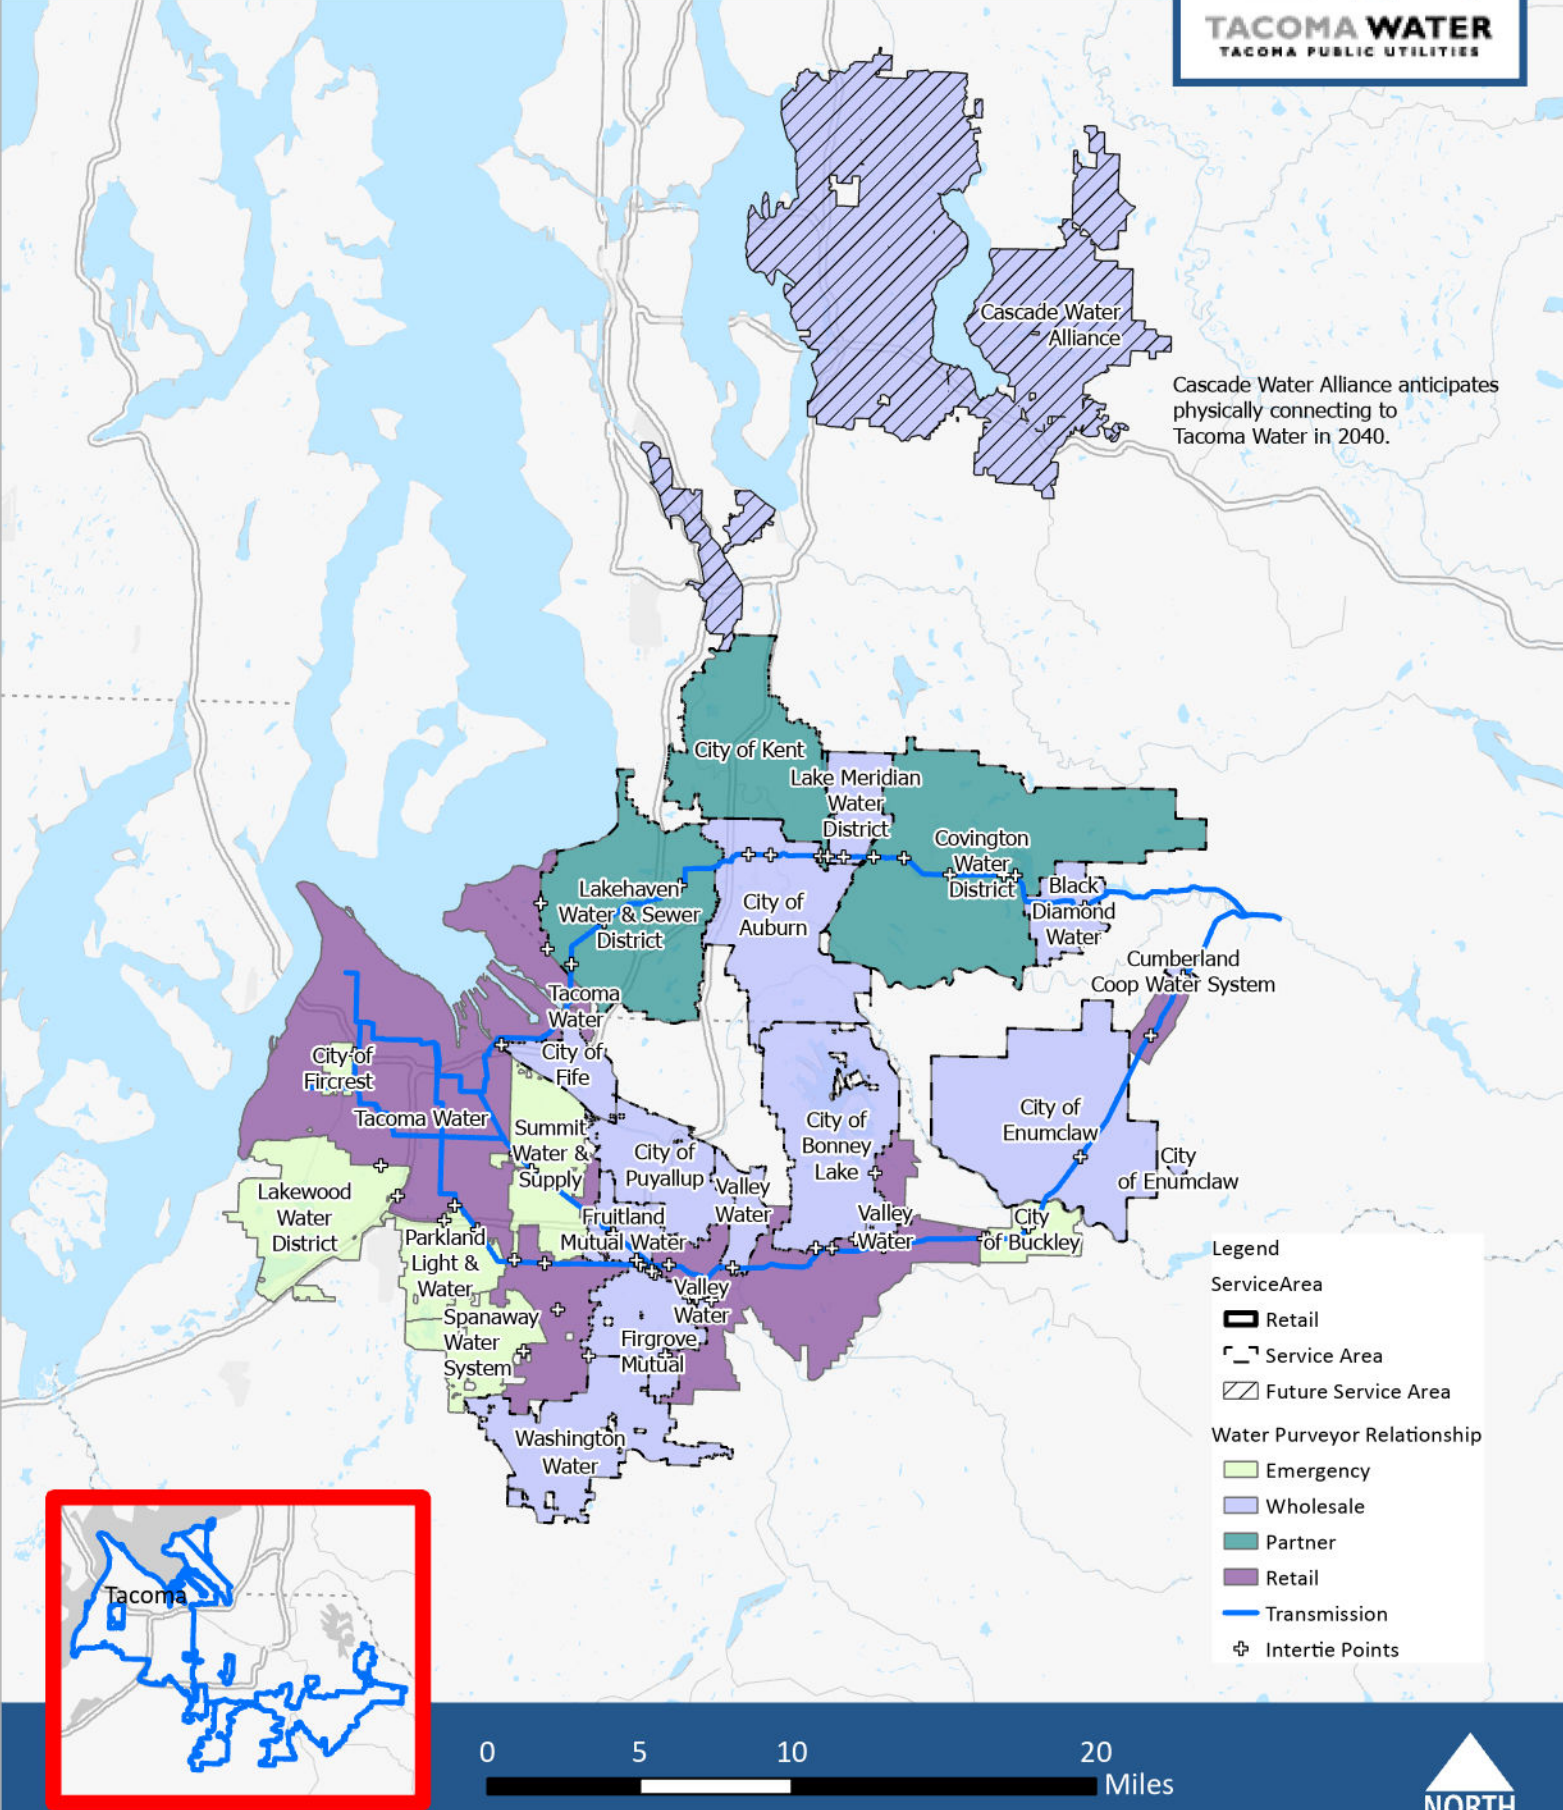 TACOMA WATER
TACOMA PUBLIC UTILITIES
Cascade Water
Alliance
Cascade Water Alliance anticipates
physically connecting to
Tacoma Water in 2040.
City of Kent
Lake Meridian
Water
District
Covington
Water
District
Black
Diamond
Water
Lakehaven
Water & Sewer
District
City of
Auburn
Cumberland
Coop Water System
Tacoma
Water
City of
Fife
City of
Fircrest
Tacoma Water
Summit
Water &
Supply
City of
Puyallup
City of
Bonney
Lake
City of
Enumclaw
City
of Enumclaw
Valley
Water
Lakewood
Water
District
Fruitland
Mutual Water
Valley
Water
City
of Buckley
Parkland
Light &
Water
Valley
Water
Spanaway
Water
System
Firgrove
Mutual
Washington
Water
Legend
ServiceArea
Retail
Service Area
Future Service Area
Water Purveyor Relationship
Emergency
Wholesale
Partner
Retail
Transmission
Intertie Points
Tacoma
0 5 10 20
Miles
NORTH